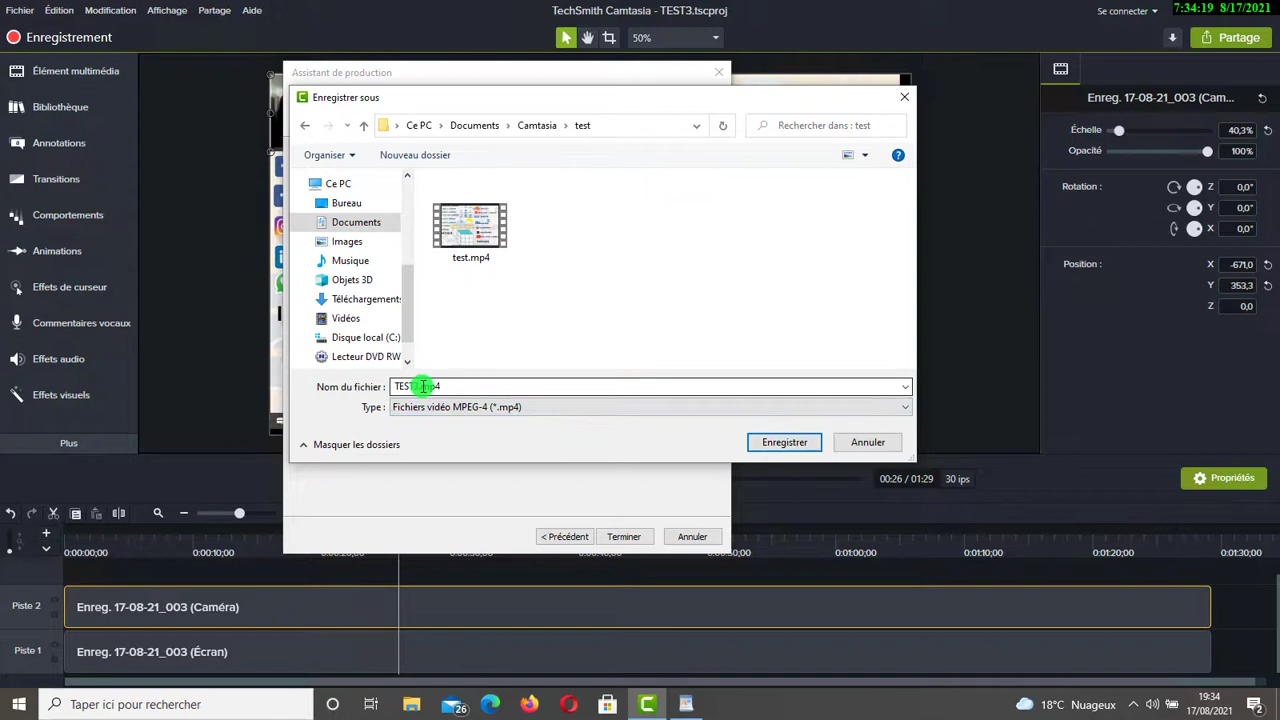 Fichier Édition Modification Affichage Partage Aide
TechSmith Camtasia - TEST3.tscproj
Se connecter
7:34:19 8/17/2021
Enregistrement
50%
Partage
Élément multimédia
Bibliothèque
Annotations
Transitions
Comportements
Animations
Effets de curseur
Commentaires vocaux
Effets audio
Effets visuels
Plus
Assistant de production
Enregistrer sous
Ce PC > Documents > Camtasia > test
Rechercher dans : test
Organiser
Nouveau dossier
Ce PC
Bureau
Documents
Images
Musique
Objets 3D
Téléchargements
Vidéos
Disque local (C:)
Lecteur DVD RW
test.mp4
Nom du fichier : TEST3.mp4
Type : Fichiers vidéo MPEG-4 (*.mp4)
Masquer les dossiers
Enregistrer
Annuler
< Précédent
Terminer
Annuler
Enreg. 17-08-21_003 (Cam...
Échelle 40,3%
Opacité 100%
Rotation : Z 0,0°
Y 0,0°
X 0,0°
Position : X -671,0
Y 353,3
Z 0,0
00:26 / 01:29 30 ips
Propriétés
0:00:00;00 0:00:10;00 0:00:50;00 0:01:00;00 0:01:10;00 0:01:20;00 0:01:30;00
Piste 2
Enreg. 17-08-21_003 (Caméra)
Piste 1
Enreg. 17-08-21_003 (Écran)
Taper ici pour rechercher
26
18°C Nuageux
19:34
17/08/2021
2